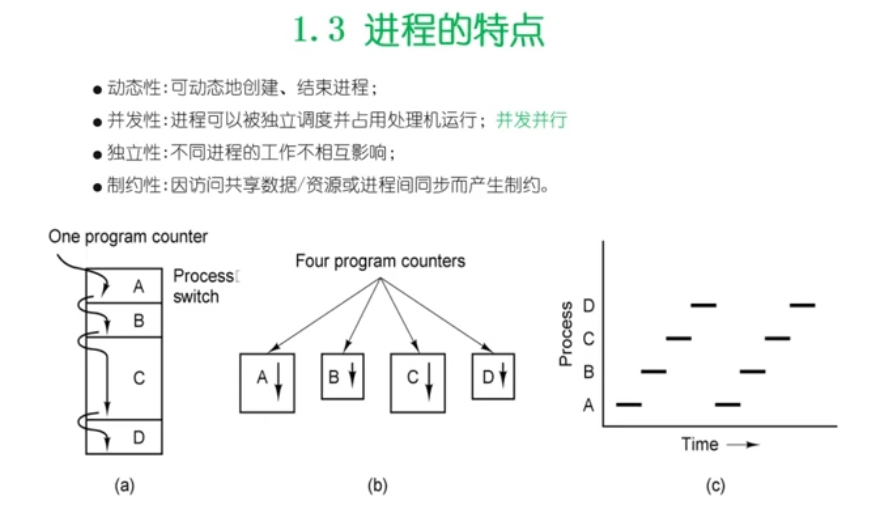 1.3 进程的特点
● 动态性:可动态地创建、结束进程;
● 并发性:进程可以被独立调度并占用处理机运行; 并发并行
● 独立性:不同进程的工作不相互影响;
● 制约性:因访问共享数据/资源或进程间同步而产生制约。
One program counter
Process
switch
A
B
C
D
(a)
Four program counters
A
B
C
D
(b)
Process
D
C
B
A
Time
(c)